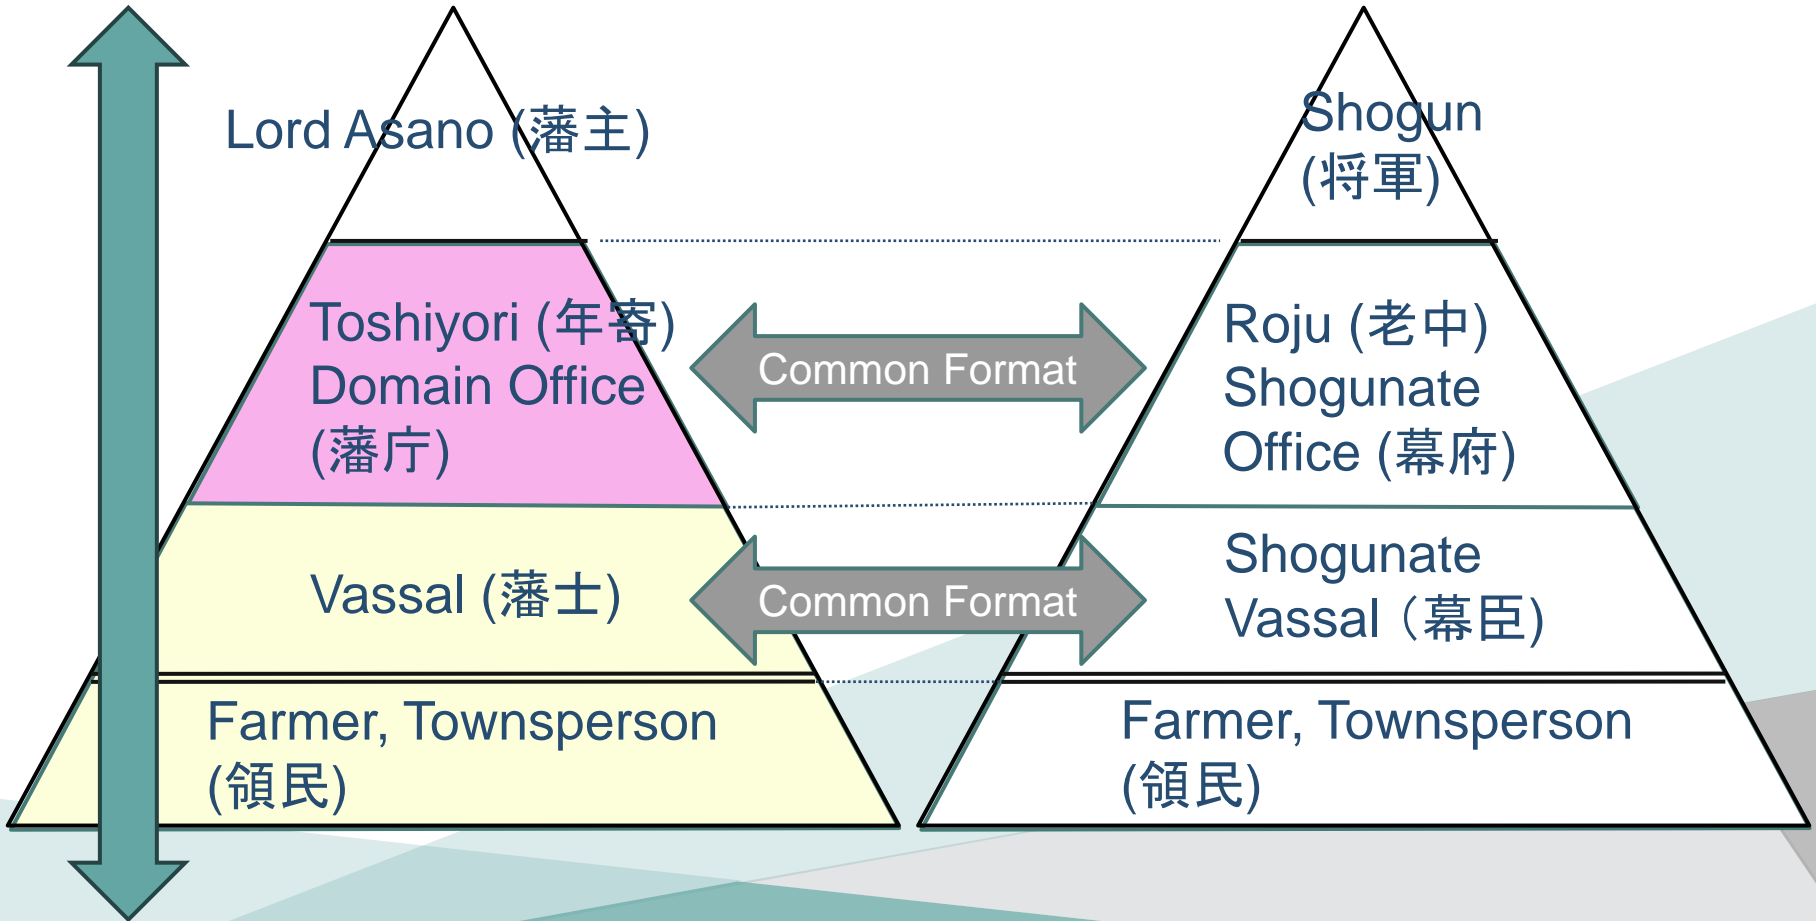 Lord Asano (藩主)
Toshiyori (年寄)
Domain Office
(藩庁)
Vassal (藩士)
Farmer, Townsperson
(領民)
Common Format
Common Format
Shogun
(将軍)
Roju (老中)
Shogunate
Office (幕府)
Shogunate
Vassal（幕臣)
Farmer, Townsperson
(領民)